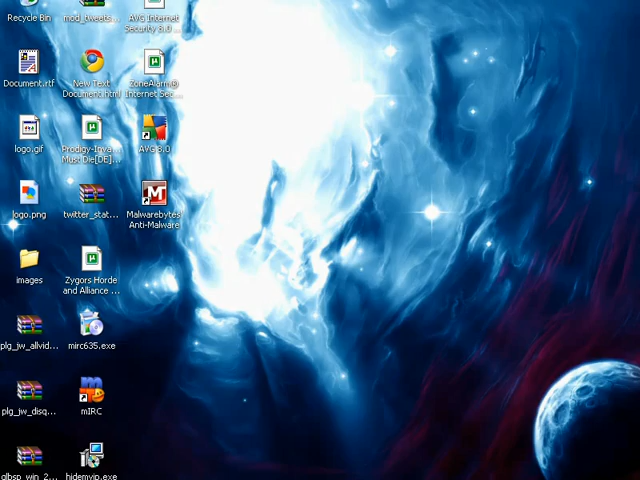 Recycle Bin
mod_tweets...
AVG Internet
Security 8.0 ...
Document.rtf
New Text
Document.html
ZoneAlarm®
Internet Sec...
logo.gif
Prodigy-Inva...
Must Die[DE]...
AVG 8.0
logo.png
twitter_stat...
Malwarebytes'
Anti-Malware
images
Zygors Horde
and Alliance ...
plg_jw_allvid...
mirc635.exe
plg_jw_disq...
mIRC
glbsp_win_2...
hidemyip.exe